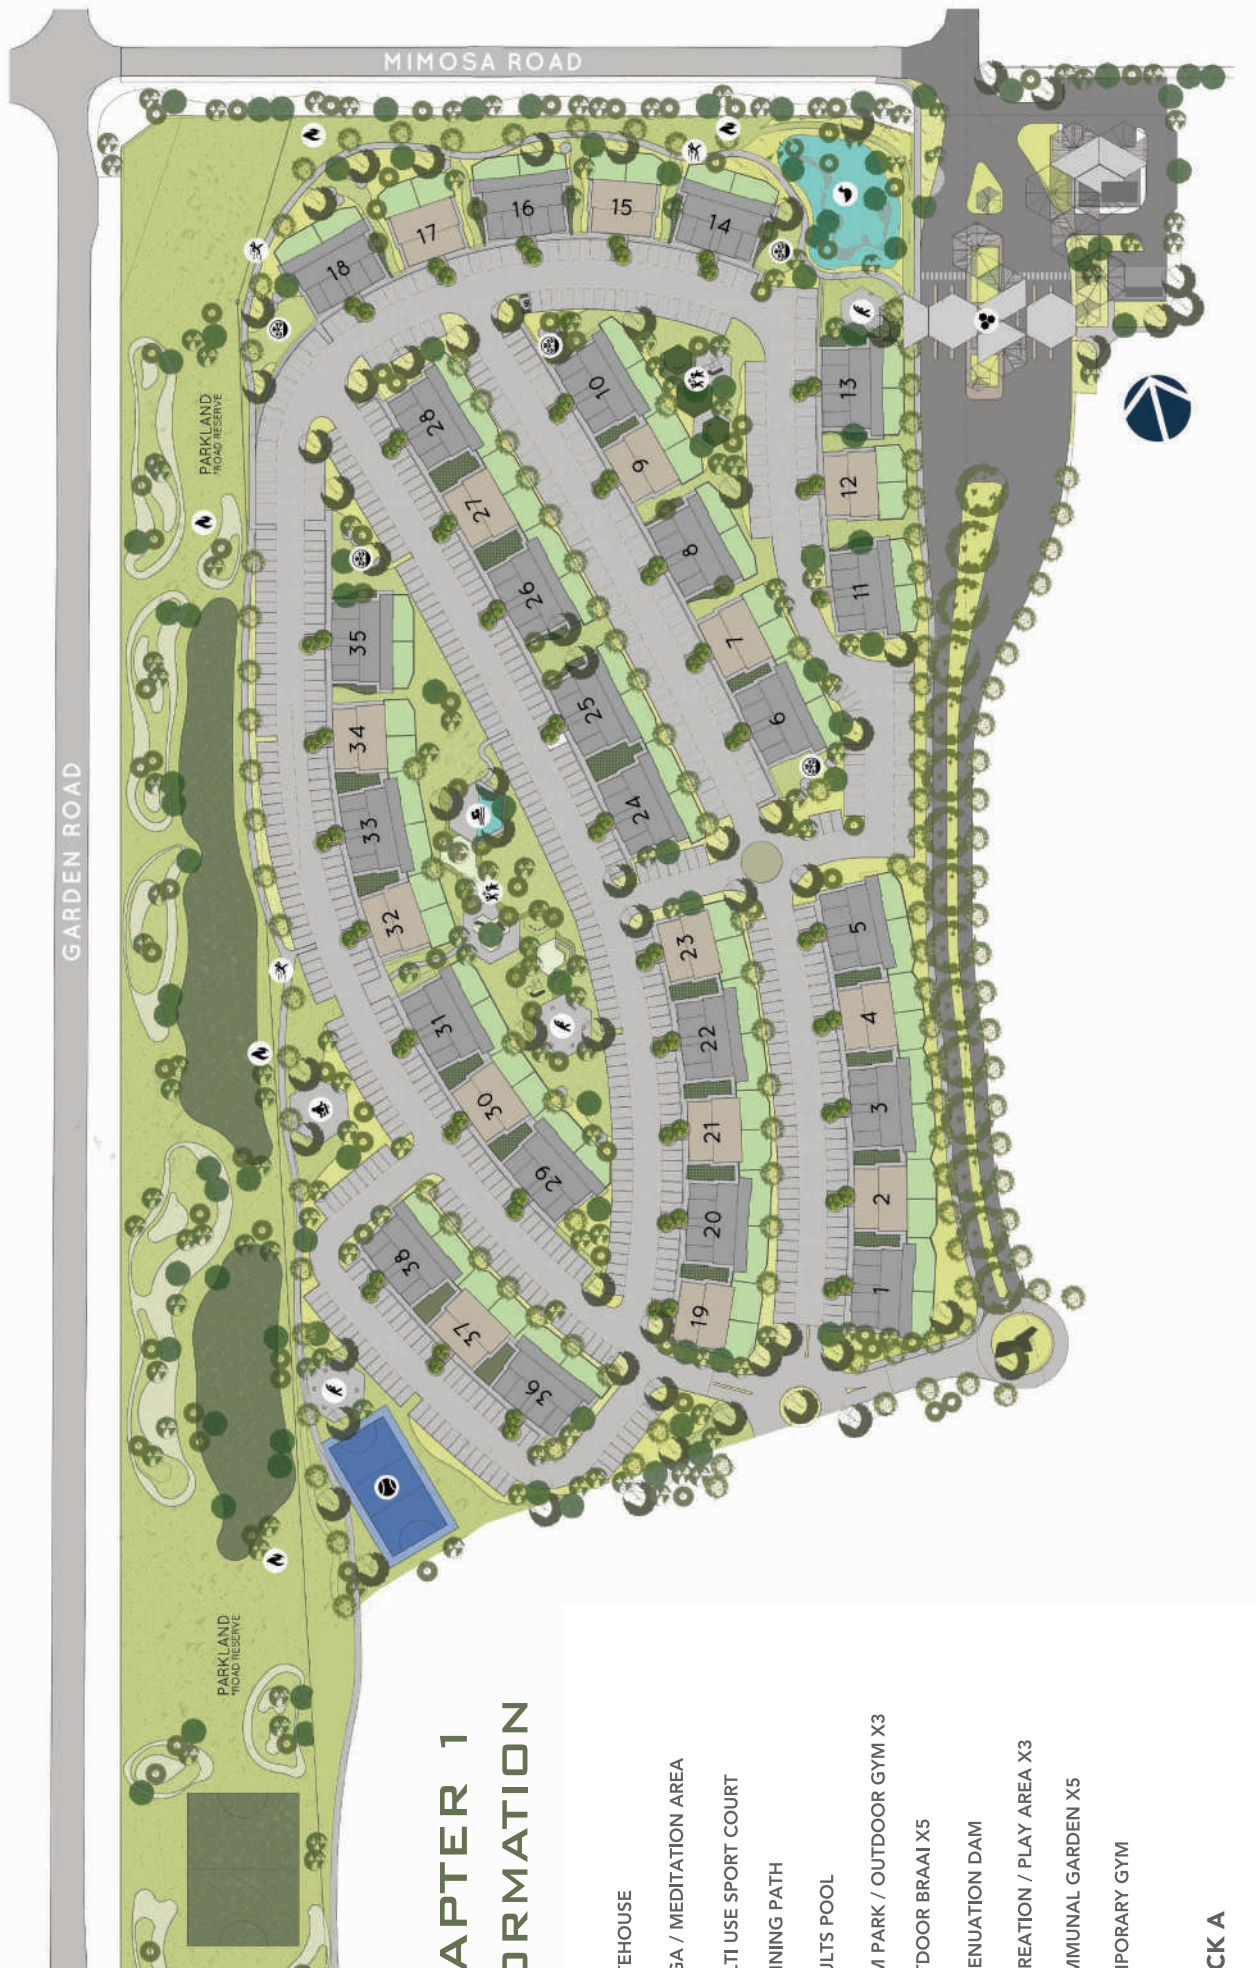 MIMOSA ROAD
GARDEN ROAD
PARKLAND
*ROAD RESERVE
18
17
16
15
14
13
12
11
10
9
8
7
6
28
27
26
25
24
35
34
33
32
31
30
29
23
22
21
20
19
5
4
3
2
1
38
37
36
PARKLAND
*ROAD RESERVE
APTER 1
ORMATION
TEHOUSE
GA / MEDITATION AREA
LTI USE SPORT COURT
NNING PATH
ULTS POOL
M PARK / OUTDOOR GYM X3
TDOOR BRAAI X5
ENUATION DAM
REATION / PLAY AREA X3
MMUNAL GARDEN X5
MPORARY GYM
CK A